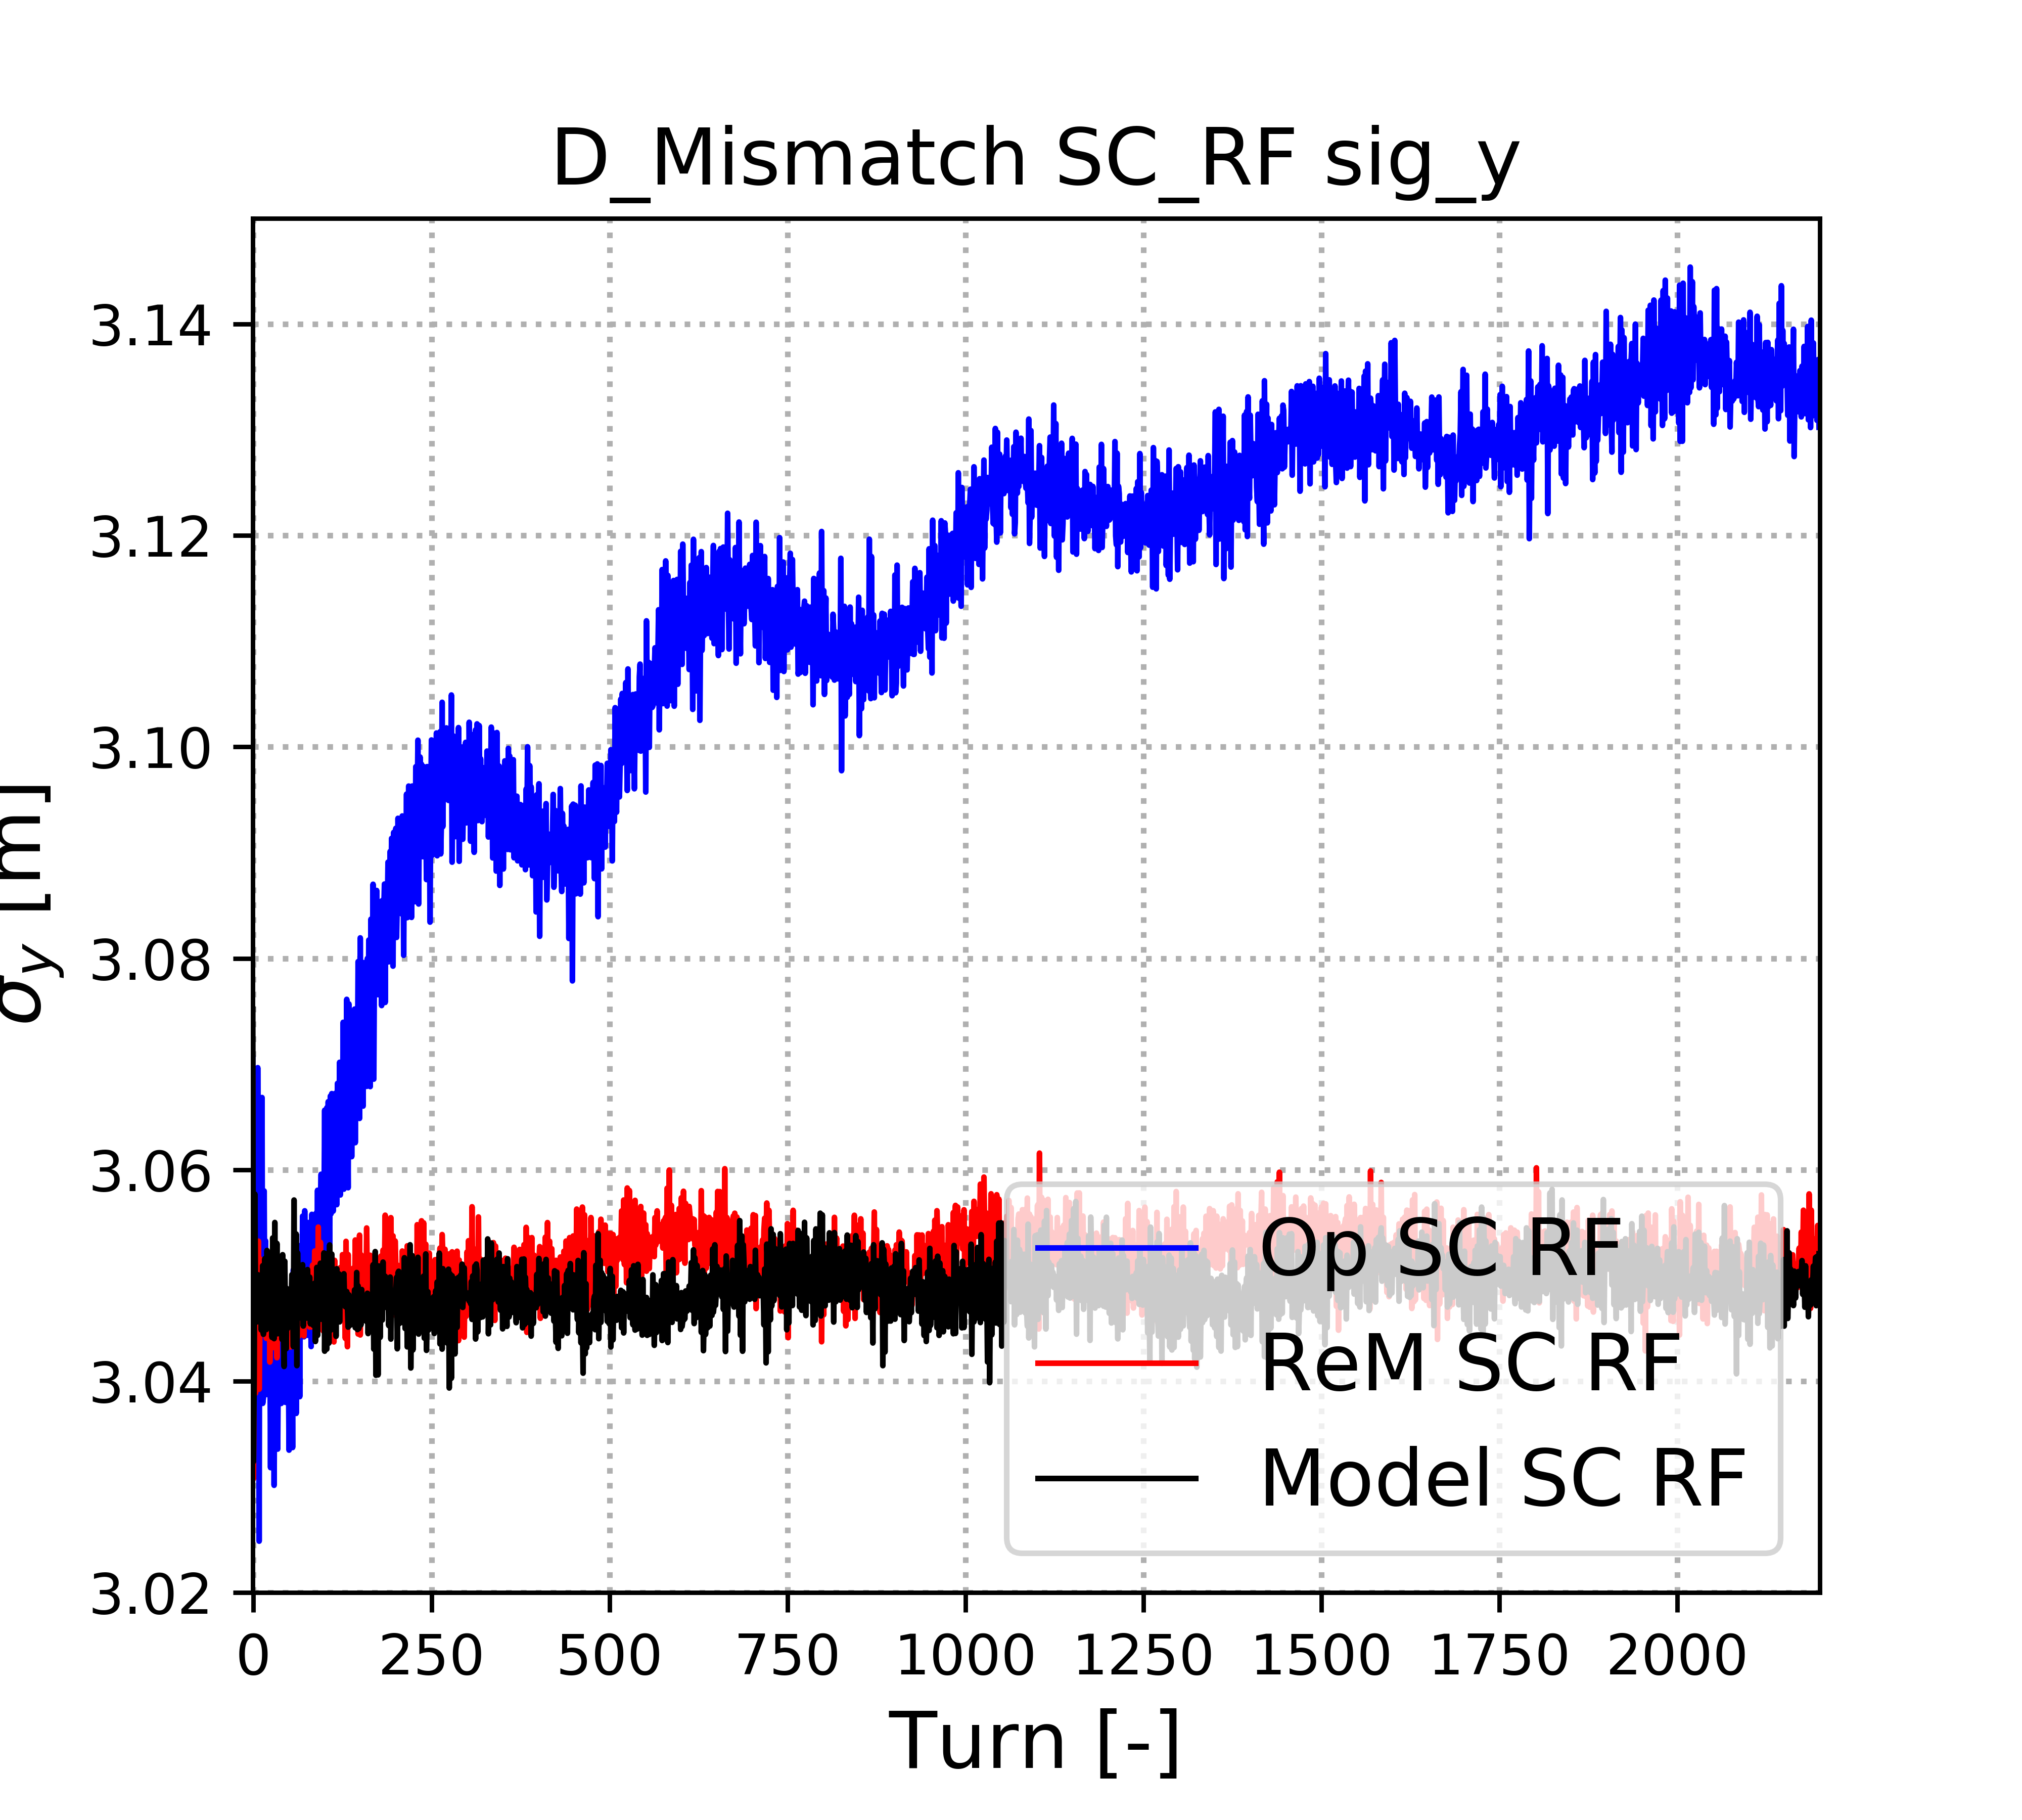 D_Mismatch SC_RF sig_y
σy [m]
3.14
3.12
3.10
3.08
3.06
3.04
3.02
0 250 500 750 1000 1250 1500 1750 2000
Turn [-]
Op SC RF
ReM SC RF
Model SC RF